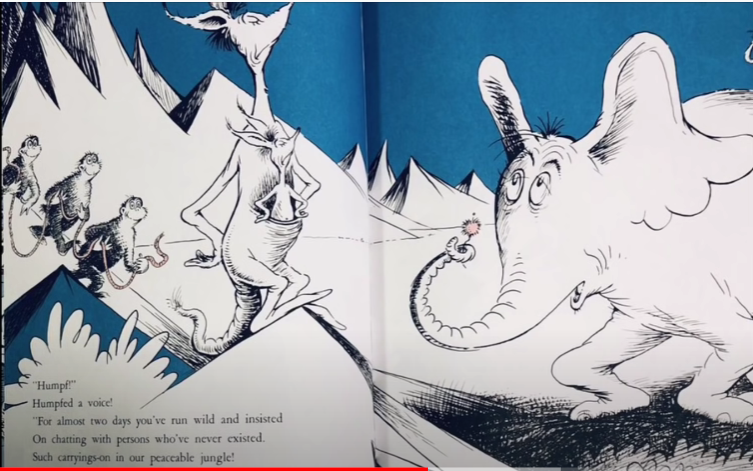 "Humpf!"
Humpfed a voice!
"For almost two days you've run wild and insisted
On chatting with persons who've never existed.
Such carryings-on in our peaceable jungle!